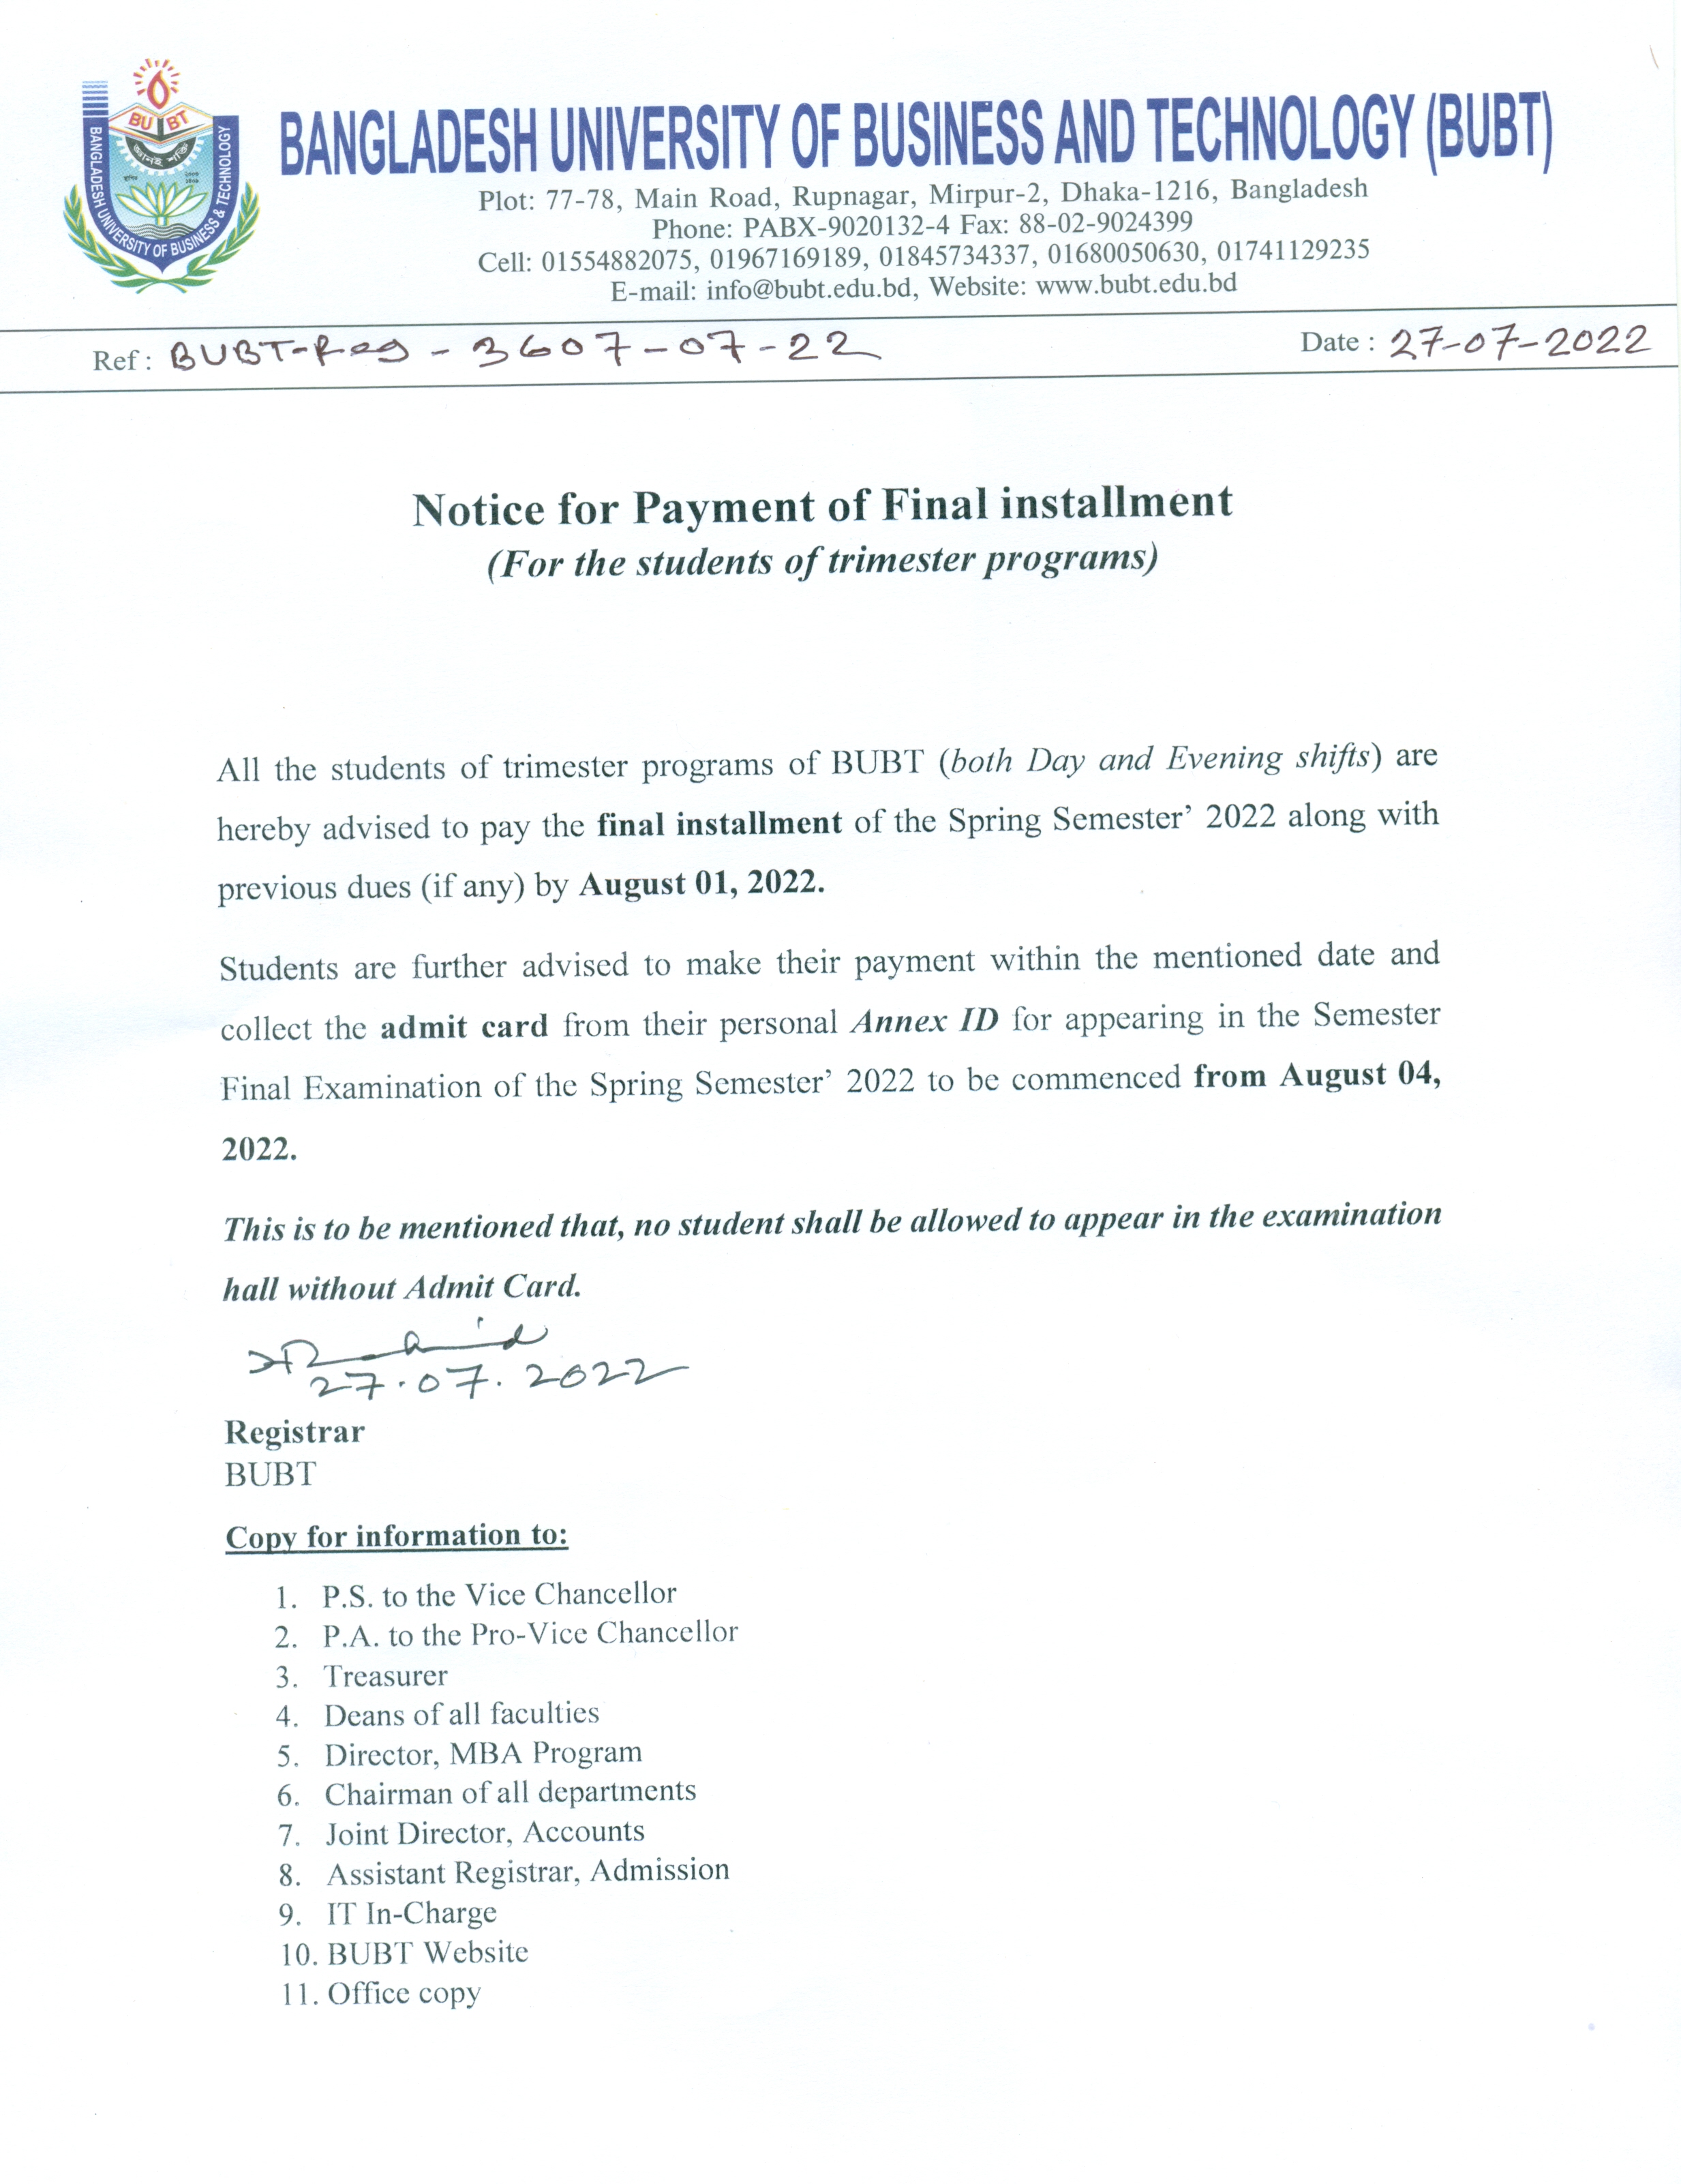 BU BT
জ্ঞানই শক্তি
BANGLADESH UNIVERSITY OF BUSINESS & TECHNOLOGY
BANGLADESH UNIVERSITY OF BUSINESS AND TECHNOLOGY (BUBT)
Plot: 77-78, Main Road, Rupnagar, Mirpur-2, Dhaka-1216, Bangladesh
Phone: PABX-9020132-4 Fax: 88-02-9024399
Cell: 01554882075, 01967169189, 01845734337, 01680050630, 01741129235
E-mail: info@bubt.edu.bd, Website: www.bubt.edu.bd
Ref : BUBT-Reg - 3607-07-22 Date : 27-07-2022
Notice for Payment of Final installment
(For the students of trimester programs)
All the students of trimester programs of BUBT (both Day and Evening shifts) are
hereby advised to pay the final installment of the Spring Semester’ 2022 along with
previous dues (if any) by August 01, 2022.
Students are further advised to make their payment within the mentioned date and
collect the admit card from their personal Annex ID for appearing in the Semester
Final Examination of the Spring Semester’ 2022 to be commenced from August 04,
2022.
This is to be mentioned that, no student shall be allowed to appear in the examination
hall without Admit Card.
27.07.2022
Registrar
BUBT
Copy for information to:
1. P.S. to the Vice Chancellor
2. P.A. to the Pro-Vice Chancellor
3. Treasurer
4. Deans of all faculties
5. Director, MBA Program
6. Chairman of all departments
7. Joint Director, Accounts
8. Assistant Registrar, Admission
9. IT In-Charge
10. BUBT Website
11. Office copy